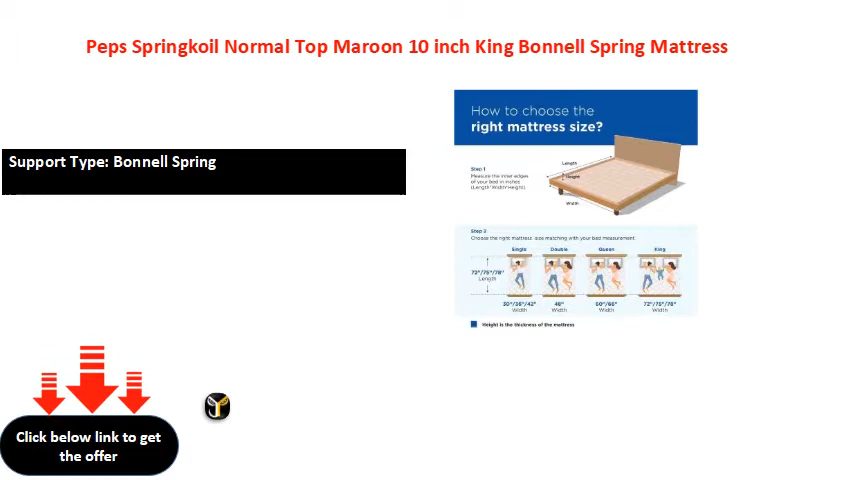 Peps Springkoil Normal Top Maroon 10 inch King Bonnell Spring Mattress
How to choose the
right mattress size?
Support Type: Bonnell Spring
Step 1
Measure the inner edges
of your bed in inches
(Length*Width*Height).
Length
Height
Width
Step 2
Choose the right mattress size matching with your bed measurement.
Single Double Queen King
72"/75"/78"
Length
30"/36"/42" 48" 60"/66" 72"/75"/78"
Width Width Width Width
Height is the thickness of the mattress
Click below link to get
the offer